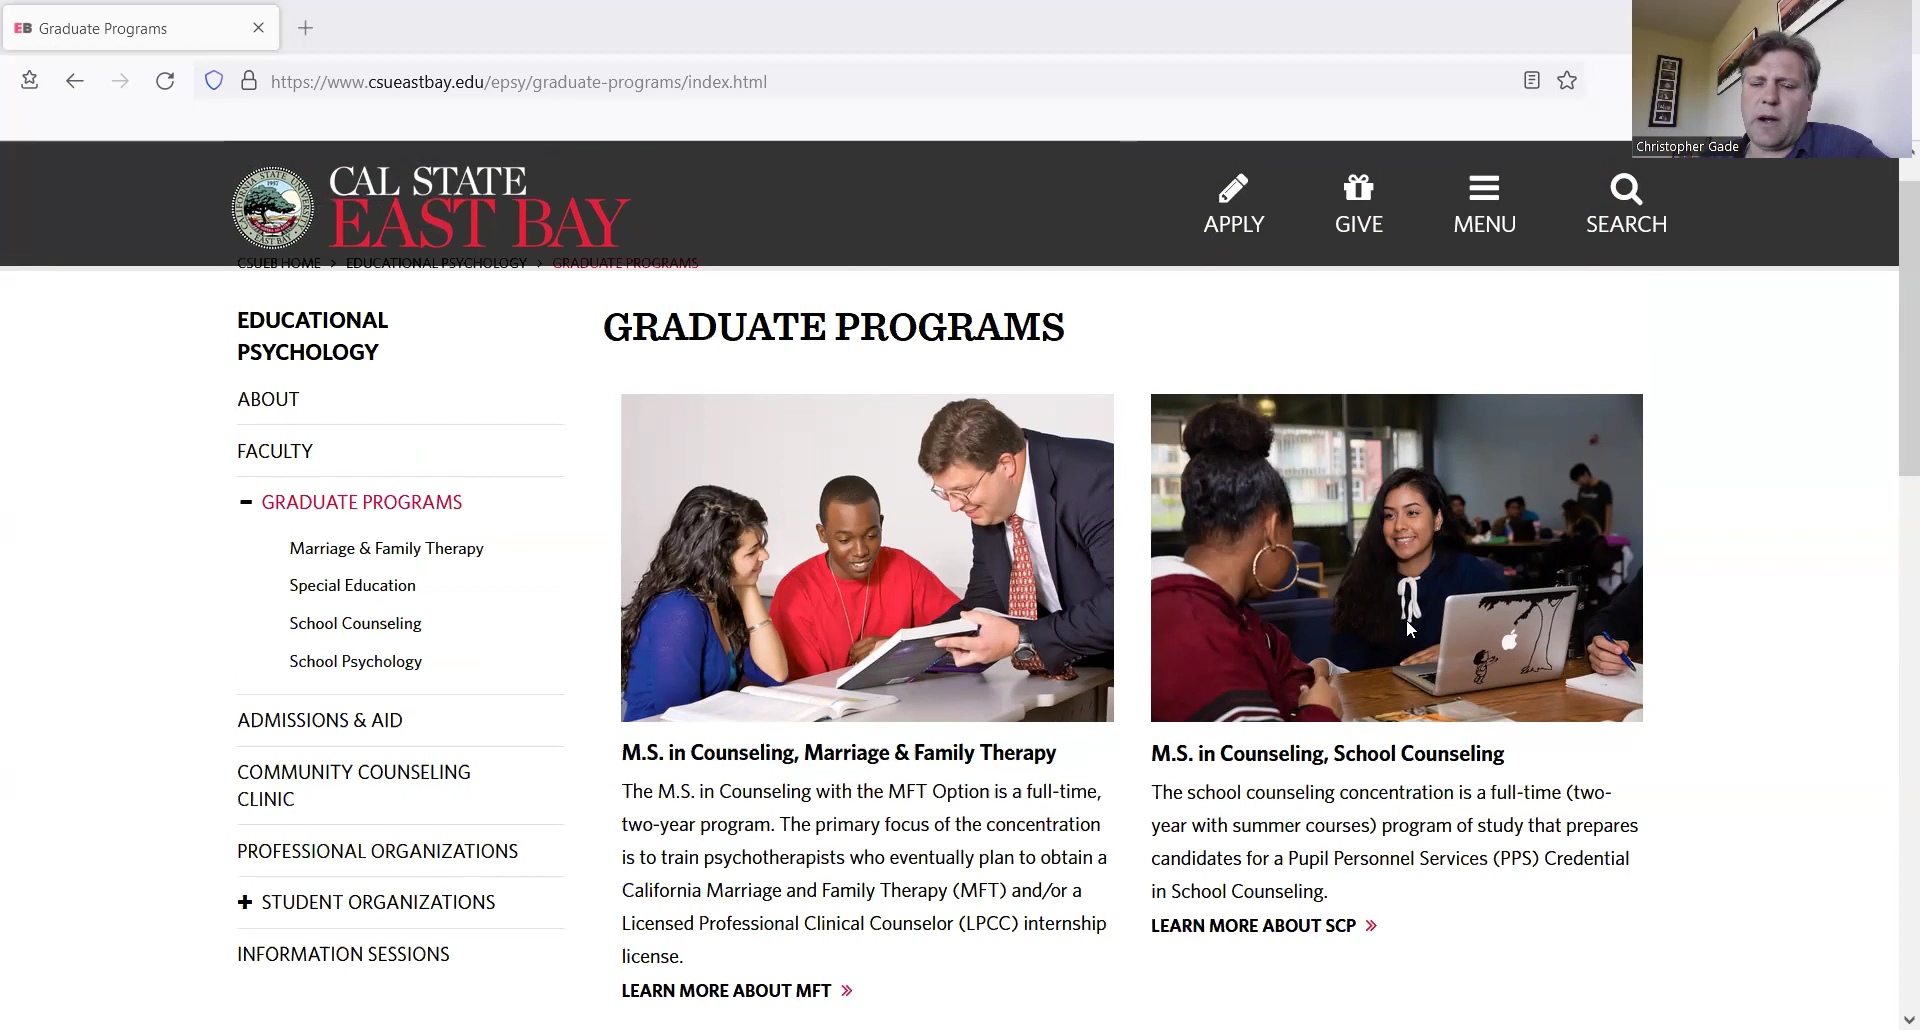 EB Graduate Programs
https://www.csueastbay.edu/epsy/graduate-programs/index.html
Christopher Gade
CAL STATE
EAST BAY
APPLY
GIVE
MENU
SEARCH
CSUEB HOME > EDUCATIONAL PSYCHOLOGY > GRADUATE PROGRAMS
EDUCATIONAL
PSYCHOLOGY
ABOUT
FACULTY
GRADUATE PROGRAMS
Marriage & Family Therapy
Special Education
School Counseling
School Psychology
ADMISSIONS & AID
COMMUNITY COUNSELING
CLINIC
PROFESSIONAL ORGANIZATIONS
STUDENT ORGANIZATIONS
INFORMATION SESSIONS
GRADUATE PROGRAMS
M.S. in Counseling, Marriage & Family Therapy
The M.S. in Counseling with the MFT Option is a full-time,
two-year program. The primary focus of the concentration
is to train psychotherapists who eventually plan to obtain a
California Marriage and Family Therapy (MFT) and/or a
Licensed Professional Clinical Counselor (LPCC) internship
license.
LEARN MORE ABOUT MFT »
M.S. in Counseling, School Counseling
The school counseling concentration is a full-time (two-
year with summer courses) program of study that prepares
candidates for a Pupil Personnel Services (PPS) Credential
in School Counseling.
LEARN MORE ABOUT SCP »